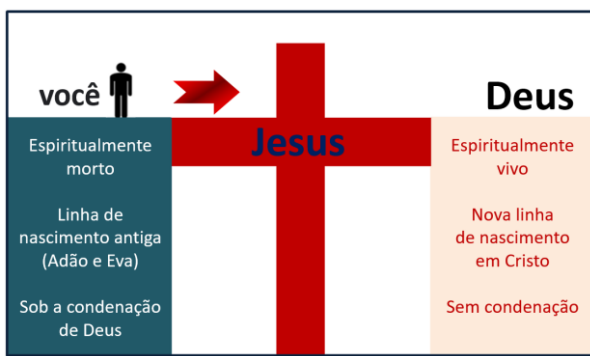 você
Espiritualmente
morto
Linha de
nascimento antiga
(Adão e Eva)
Sob a condenação
de Deus
Jesus
Deus
Espiritualmente
vivo
Nova linha
de nascimento
em Cristo
Sem condenação